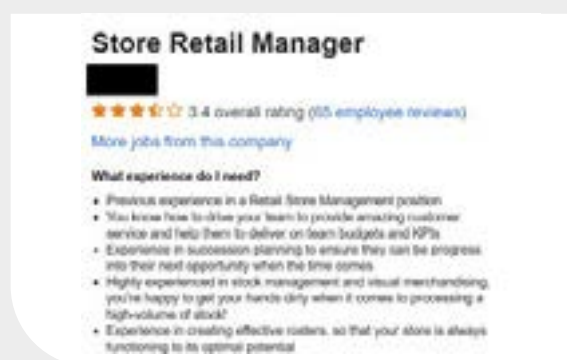 Store Retail Manager
3.4 overall rating (65 employee reviews)
More jobs from this company
What experience do I need?
• Previous experience in a Retail Store Management position
• You know how to drive your team to provide amazing customer
service and help them to deliver on team budgets and KPIs
• Experience in succession planning to ensure they can be progress
into their next opportunity when the time comes
• Highly experienced in stock management and visual merchandising,
you're happy to get your hands dirty when it comes to processing a
high-volume of stock!
• Experience in creating effective rosters, so that your store is always
functioning to its optimal potential